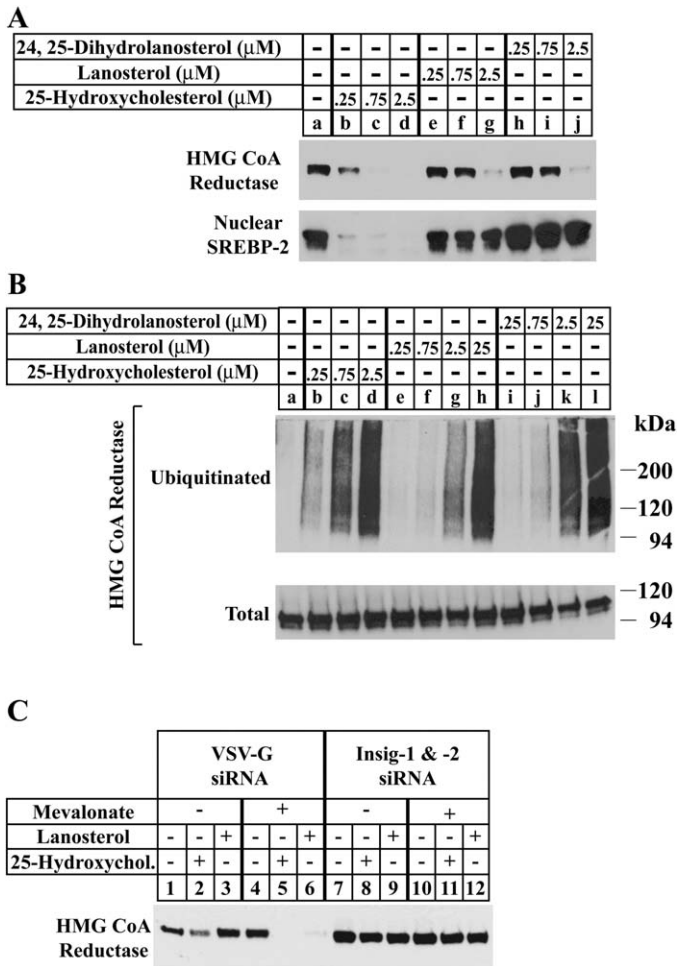 A
24, 25-Dihydrolanosterol (μM) - - - - - - - .25 .75 2.5
Lanosterol (μM) - - - - .25 .75 2.5 - - -
25-Hydroxycholesterol (μM) - .25 .75 2.5 - - - - - -
a b c d e f g h i j
HMG CoA
Reductase
Nuclear
SREBP-2
B
24, 25-Dihydrolanosterol (μM) - - - - - - - - .25 .75 2.5 25
Lanosterol (μM) - - - - .25 .75 2.5 25 - - - -
25-Hydroxycholesterol (μM) - .25 .75 2.5 - - - - - - - -
a b c d e f g h i j k l
HMG CoA Reductase
kDa
Ubiquitinated
200
120
94
Total
120
94
C
VSV-G Insig-1 & -2
siRNA siRNA
Mevalonate - + - +
Lanosterol - - + - - + - - + - - +
25-Hydroxychol. - + - - + - - + - - + -
1 2 3 4 5 6 7 8 9 10 11 12
HMG CoA
Reductase